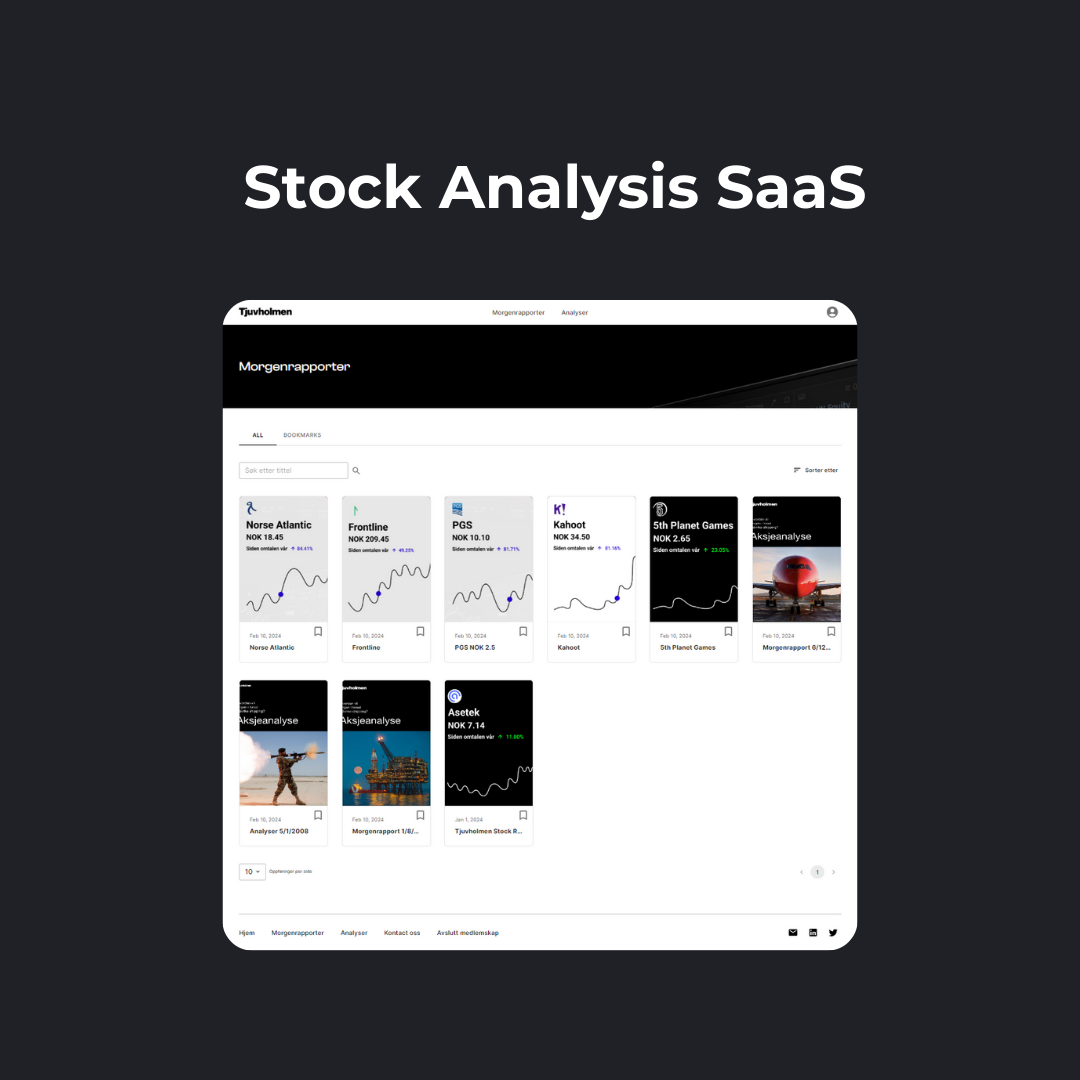 Stock Analysis SaaS
Tjuvholmen
Morgenrapporter
Analyser
Morgenrapporter
ALL
BOOKMARKS
Søk etter tittel
Sorter etter
Norse Atlantic
NOK 18.45
Siden omtalen vår ↑ 84.41%
Feb 10, 2024
Norse Atlantic
Frontline
NOK 209.45
Siden omtalen vår ↑ 49.25%
Feb 10, 2024
Frontline
PGS
NOK 10.10
Siden omtalen vår ↑ 81.71%
Feb 10, 2024
PGS NOK 2.5
K!
Kahoot
NOK 34.50
Siden omtalen vår ↑ 81.16%
Feb 10, 2024
Kahoot
5th Planet Games
NOK 2.65
Siden omtalen vår ↑ 23.05%
Feb 10, 2024
5th Planet Games
Aksjeanalyse
Feb 10, 2024
Morgenrapport 6/12...
Aksjeanalyse
Feb 10, 2024
Analyser 5/1/2008
Aksjeanalyse
Feb 10, 2024
Morgenrapport 1/8/...
Asetek
NOK 7.14
Siden omtalen vår ↑ 11.00%
Jan 1, 2024
Tjuvholmen Stock R...
10
1
Hjem
Morgenrapporter
Analyser
Kontact oss
Avslutt medlemskap